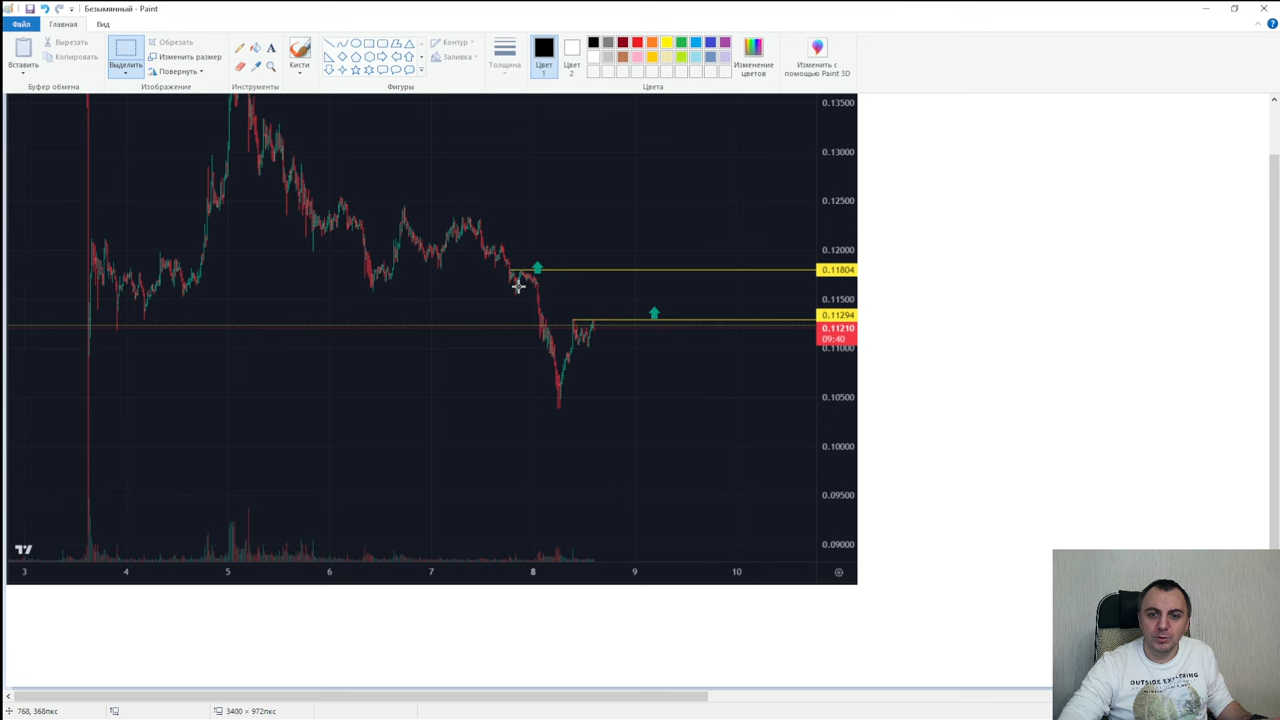 Безымянный - Paint
Файл
Главная
Вид
Вставить
Вырезать
Копировать
Буфер обмена
Выделить
Обрезать
Изменить размер
Повернуть
Изображение
Инструменты
Кисти
Контур
Заливка
Фигуры
Толщина
Цвет
1
Цвет
2
Изменение
цветов
Цвета
Изменить с
помощью Paint 3D
0.13500
0.13000
0.12500
0.12000
0.11804
0.11500
0.11294
0.11210
09:40
0.11000
0.10500
0.10000
0.09500
0.09000
3 4 5 6 7 8 9 10
OUTSIDE EXPLORING
768, 368пкс
3400 × 972пкс